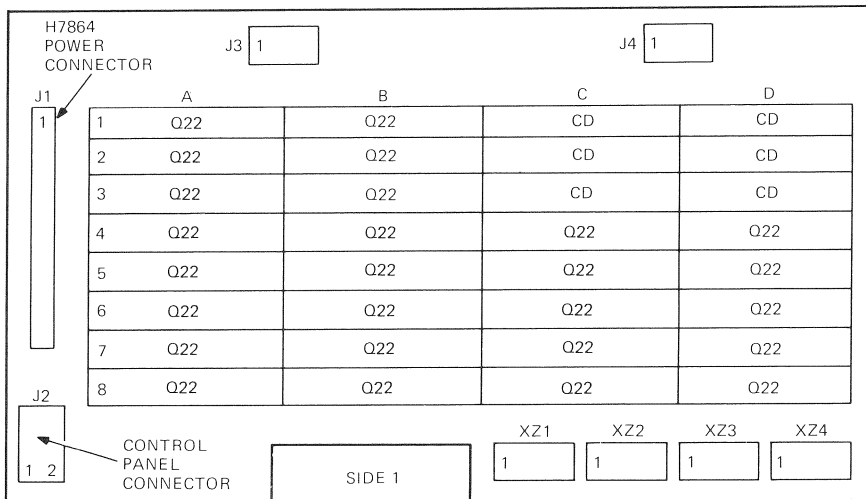 H7864
POWER
CONNECTOR
J3 1
J4 1
J1
1
A B C D
1 Q22 Q22 CD CD
2 Q22 Q22 CD CD
3 Q22 Q22 CD CD
4 Q22 Q22 Q22 Q22
5 Q22 Q22 Q22 Q22
6 Q22 Q22 Q22 Q22
7 Q22 Q22 Q22 Q22
8 Q22 Q22 Q22 Q22
J2
1 2
CONTROL
PANEL
CONNECTOR
SIDE 1
XZ1 XZ2 XZ3 XZ4
1 1 1 1